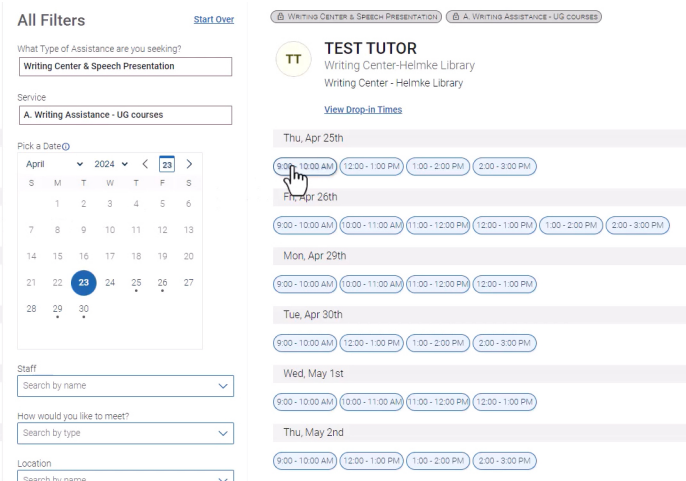 All Filters
Start Over
What Type of Assistance are you seeking?
Writing Center & Speech Presentation
Service
A. Writing Assistance - UG courses
Pick a Date
April 2024 23
S M T W T F S
1 2 3 4 5 6
7 8 9 10 11 12 13
14 15 16 17 18 19 20
21 22 23 24 25 26 27
28 29 30
Staff
Search by name
How would you like to meet?
Search by type
Location
Search by name
WRITING CENTER & SPEECH PRESENTATION A. WRITING ASSISTANCE - UG COURSES
TT
TEST TUTOR
Writing Center-Helmke Library
Writing Center - Helmke Library
View Drop-in Times
Thu, Apr 25th
9:00 - 10:00 AM 12:00 - 1:00 PM 1:00 - 2:00 PM 2:00 - 3:00 PM
Fri, Apr 26th
9:00 - 10:00 AM 10:00 - 11:00 AM 11:00 - 12:00 PM 12:00 - 1:00 PM 1:00 - 2:00 PM 2:00 - 3:00 PM
Mon, Apr 29th
9:00 - 10:00 AM 10:00 - 11:00 AM 11:00 - 12:00 PM 12:00 - 1:00 PM
Tue, Apr 30th
9:00 - 10:00 AM 12:00 - 1:00 PM 1:00 - 2:00 PM 2:00 - 3:00 PM
Wed, May 1st
9:00 - 10:00 AM 10:00 - 11:00 AM 11:00 - 12:00 PM 12:00 - 1:00 PM
Thu, May 2nd
9:00 - 10:00 AM 12:00 - 1:00 PM 1:00 - 2:00 PM 2:00 - 3:00 PM